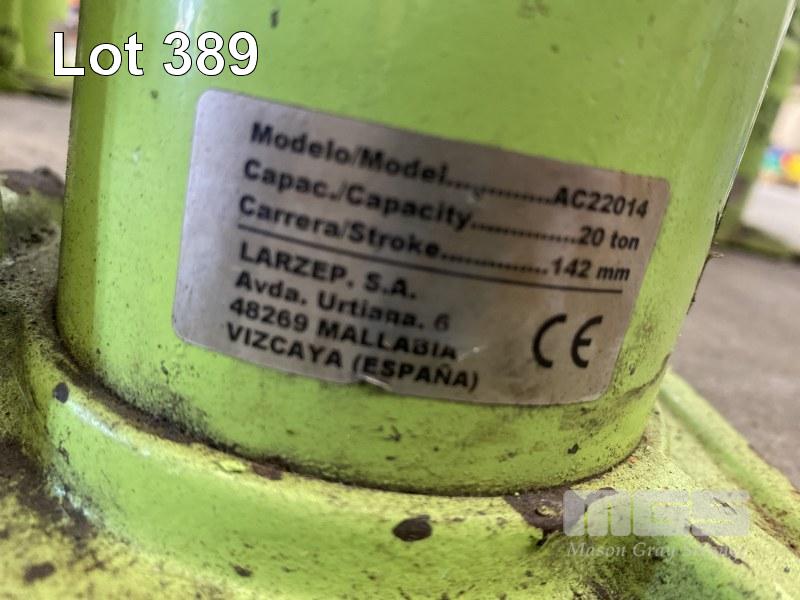 Lot 389
Modelo/Model...............AC22014
Capac./Capacity...............20 ton
Carrera/Stroke...............142 mm
LARZEP, S.A.
Avda. Urtiaga, 6
48269 MALLABIA
VIZCAYA (ESPAÑA)
CE
MGS
Mason Gray